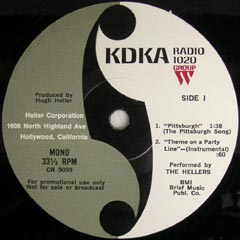 KDKA RADIO
1020
GROUP
W
Produced by
Hugh Heller
Heller Corporation
1606 North Highland Ave
Hollywood, California
MONO
33⅓ RPM
CR 9099
For promotional use only
Not for sale or broadcast
SIDE I
1. "Pittsburgh" 1:38
(The Pittsburgh Song)
2. "Theme on a Party
Line"—(Instrumental)
:60
Performed by
THE HELLERS
BMI
Brief Music
Publ. Co.